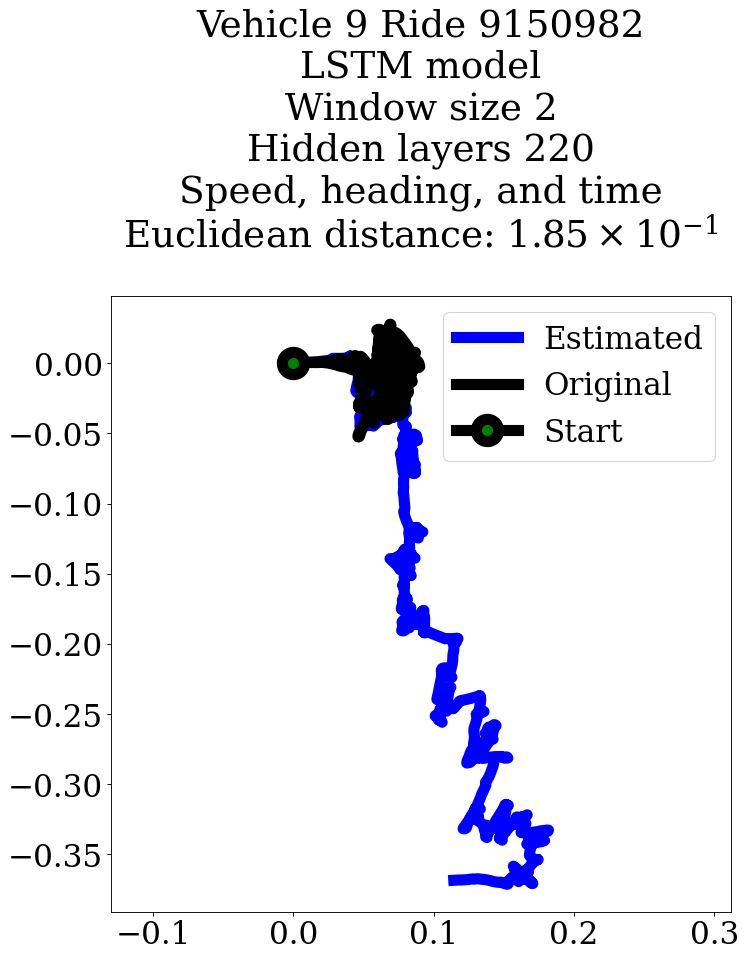 Vehicle 9 Ride 9150982
LSTM model
Window size 2
Hidden layers 220
Speed, heading, and time
Euclidean distance: 1.85 × 10⁻¹
Estimated
Original
Start
0.00
−0.05
−0.10
−0.15
−0.20
−0.25
−0.30
−0.35
−0.1 0.0 0.1 0.2 0.3